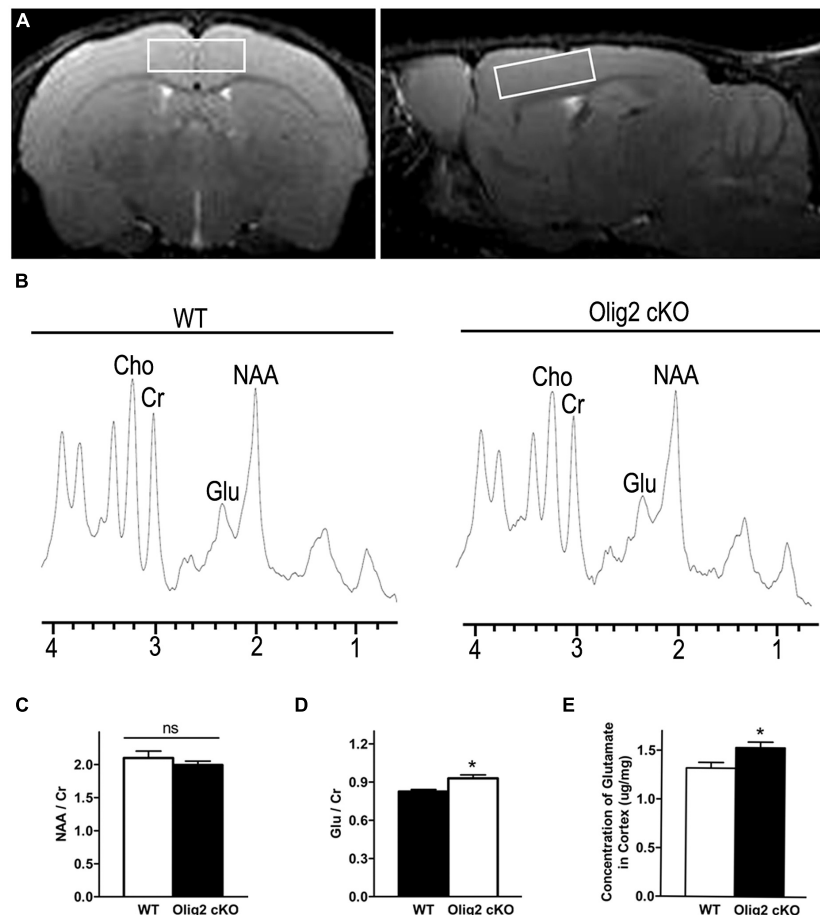 A
B
WT
Olig2 cKO
Cho
Cr
NAA
Glu
Cho
Cr
NAA
Glu
4 3 2 1
4 3 2 1
C
ns
NAA / Cr
2.0
1.5
1.0
0.5
0.0
WT Olig2 cKO
D
*
Glu / Cr
1.2
0.9
0.6
0.3
0.0
WT Olig2 cKO
E
*
Concentration of Glutamate
in Cortex (ug/mg)
1.5
1.0
0.5
0.0
WT Olig2 cKO